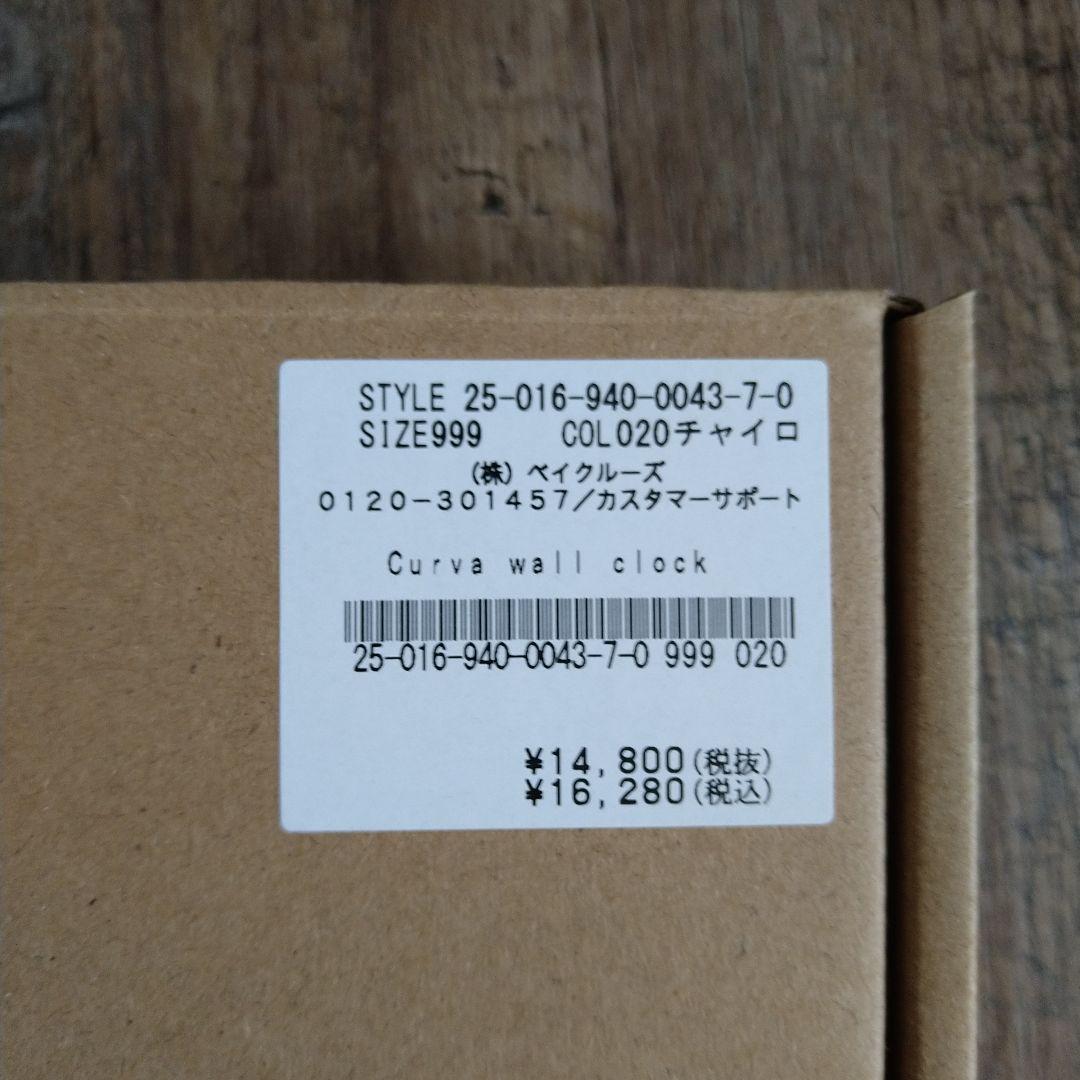 STYLE 25-016-940-0043-7-0
SIZE999 COL020チャイロ
(株) ベイクルーズ
0120-301457/カスタマーサポート
Curva wall clock
25-016-940-0043-7-0 999 020
¥14,800(税抜)
¥16,280(税込)